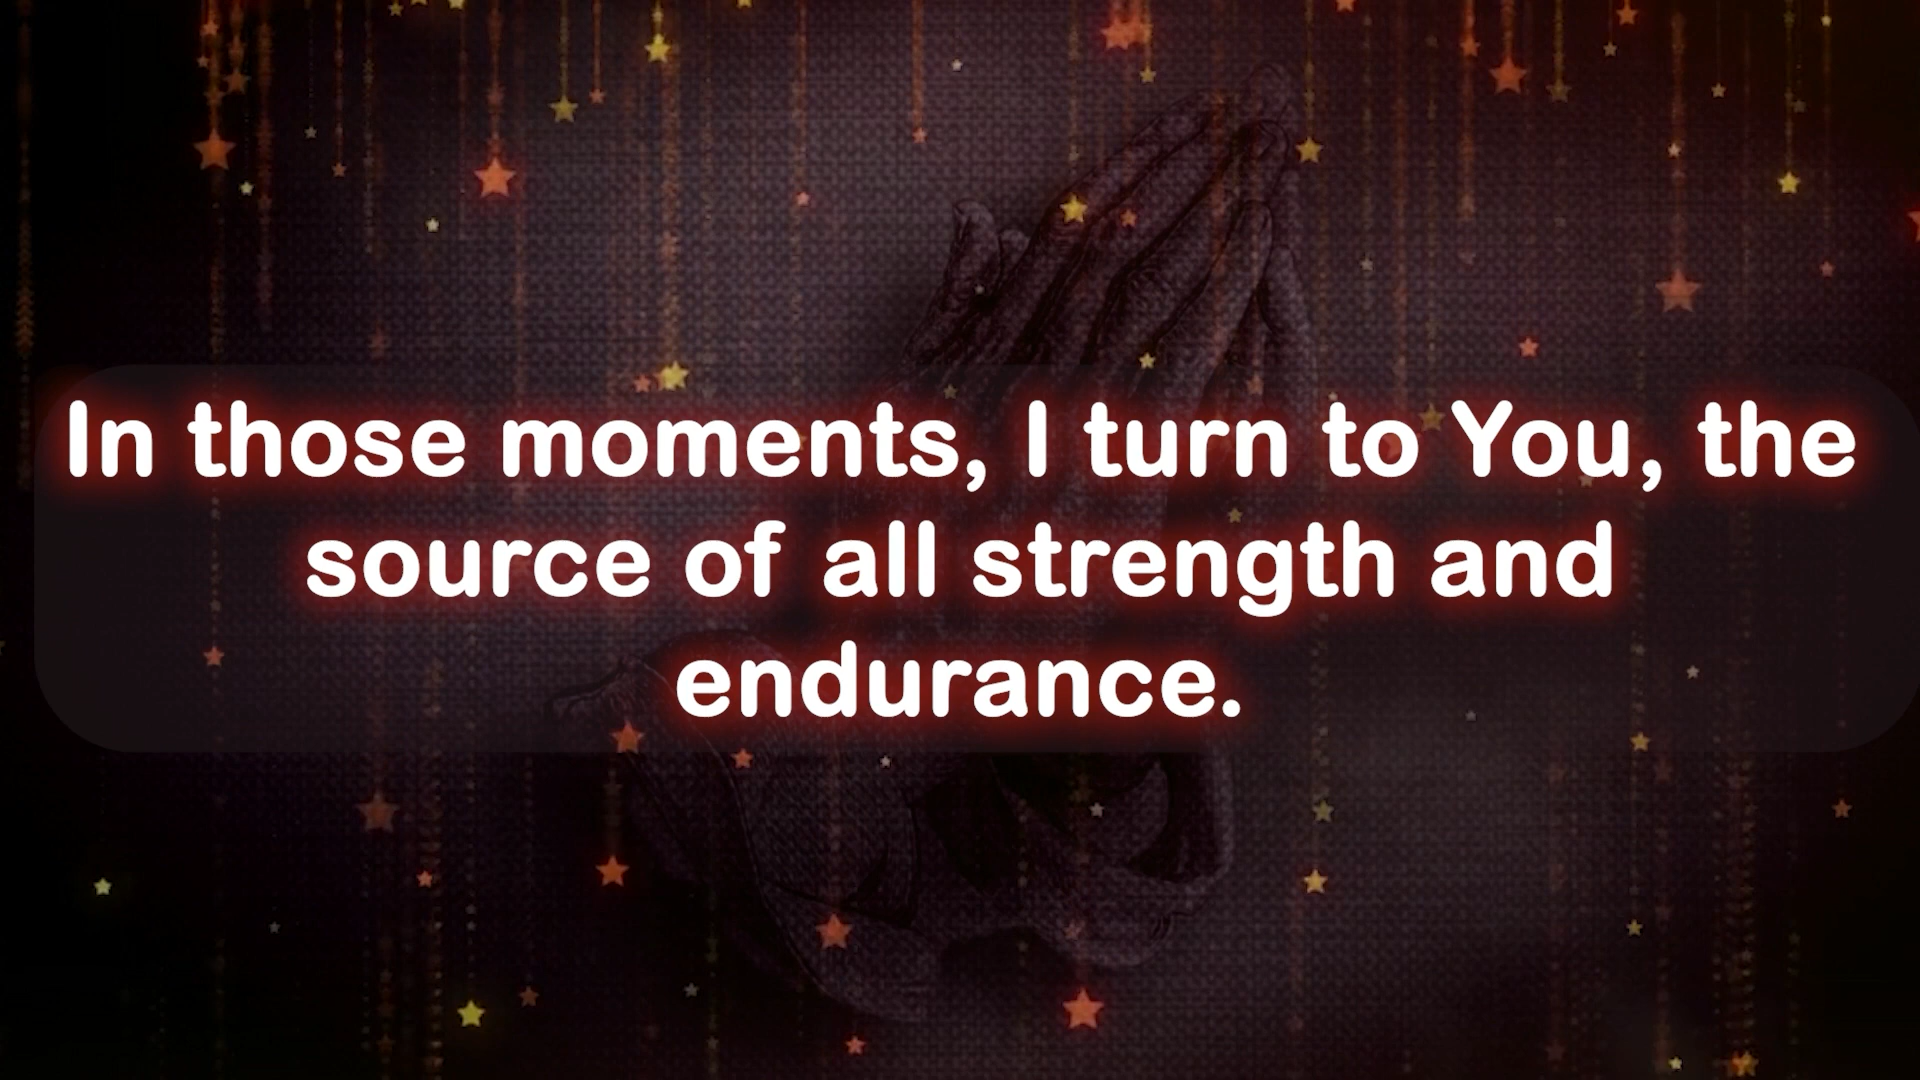 In those moments, I turn to You, the
source of all strength and
endurance.